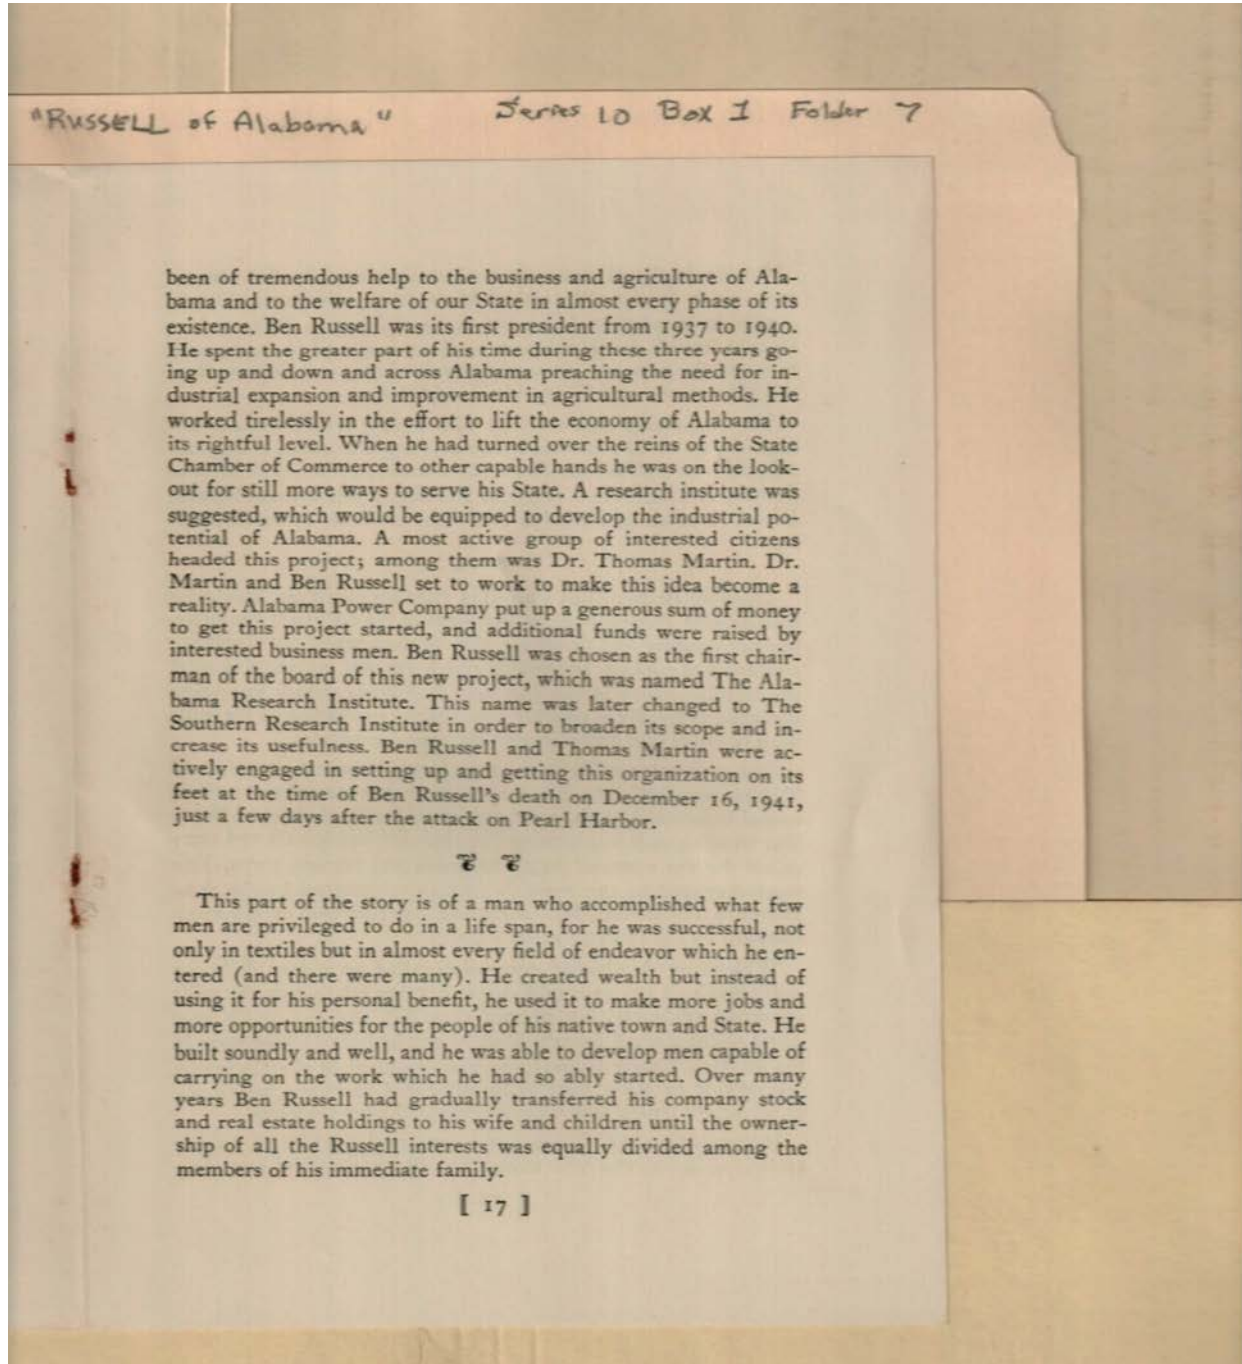 "RUSSELL of Alabama" Series 10 Box 1 Folder 7
been of tremendous help to the business and agriculture of Ala-
bama and to the welfare of our State in almost every phase of its
existence. Ben Russell was its first president from 1937 to 1940.
He spent the greater part of his time during these three years go-
ing up and down and across Alabama preaching the need for in-
dustrial expansion and improvement in agricultural methods. He
worked tirelessly in the effort to lift the economy of Alabama to
its rightful level. When he had turned over the reins of the State
Chamber of Commerce to other capable hands he was on the look-
out for still more ways to serve his State. A research institute was
suggested, which would be equipped to develop the industrial po-
tential of Alabama. A most active group of interested citizens
headed this project; among them was Dr. Thomas Martin. Dr.
Martin and Ben Russell set to work to make this idea become a
reality. Alabama Power Company put up a generous sum of money
to get this project started, and additional funds were raised by
interested business men. Ben Russell was chosen as the first chair-
man of the board of this new project, which was named The Ala-
bama Research Institute. This name was later changed to The
Southern Research Institute in order to broaden its scope and in-
crease its usefulness. Ben Russell and Thomas Martin were ac-
tively engaged in setting up and getting this organization on its
feet at the time of Ben Russell's death on December 16, 1941,
just a few days after the attack on Pearl Harbor.
This part of the story is of a man who accomplished what few
men are privileged to do in a life span, for he was successful, not
only in textiles but in almost every field of endeavor which he en-
tered (and there were many). He created wealth but instead of
using it for his personal benefit, he used it to make more jobs and
more opportunities for the people of his native town and State. He
built soundly and well, and he was able to develop men capable of
carrying on the work which he had so ably started. Over many
years Ben Russell had gradually transferred his company stock
and real estate holdings to his wife and children until the owner-
ship of all the Russell interests was equally divided among the
members of his immediate family.
[ 17 ]